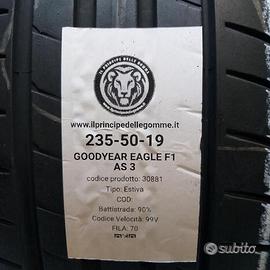 IL PRINCIPE DELLE GOMME
www.ilprincipedellegomme.it
235-50-19
GOODYEAR EAGLE F1
AS 3
codice prodotto: 30881
Tipo: Estiva
COD:
Battistrada: 90%
Codice Velocità: 99V
FILA: 70
subito